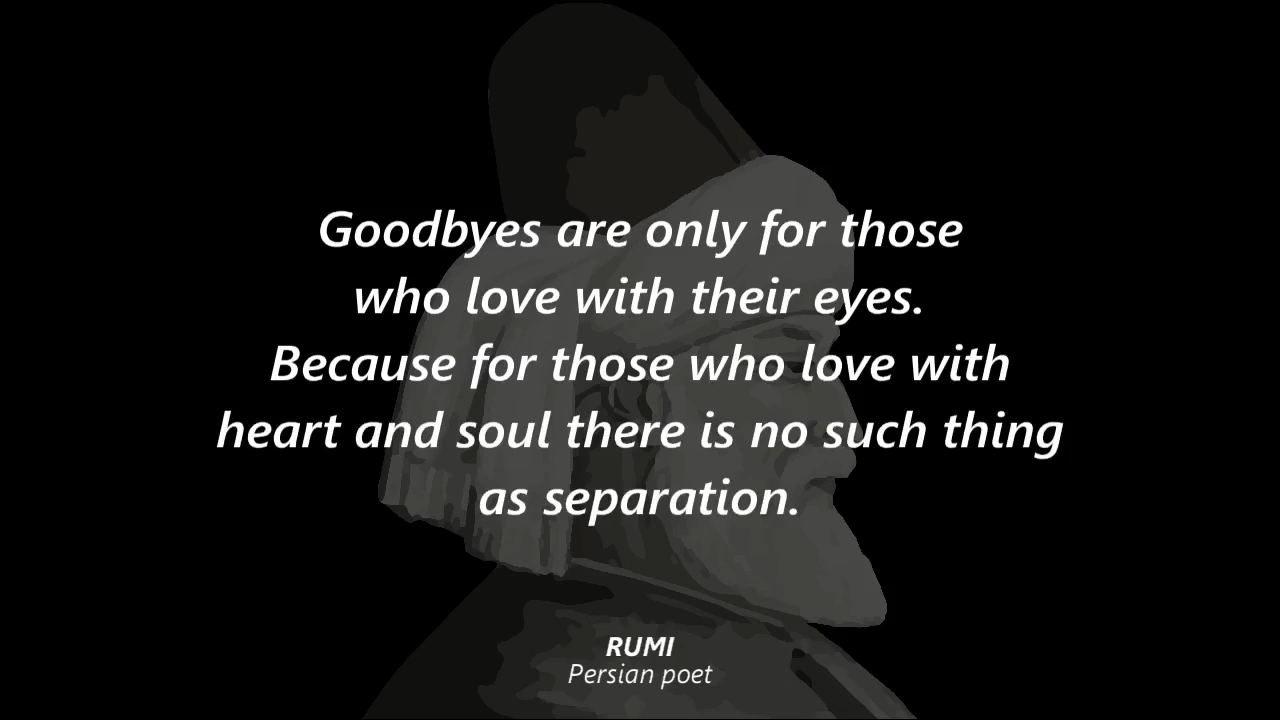 Goodbyes are only for those
who love with their eyes.
Because for those who love with
heart and soul there is no such thing
as separation.
RUMI
Persian poet